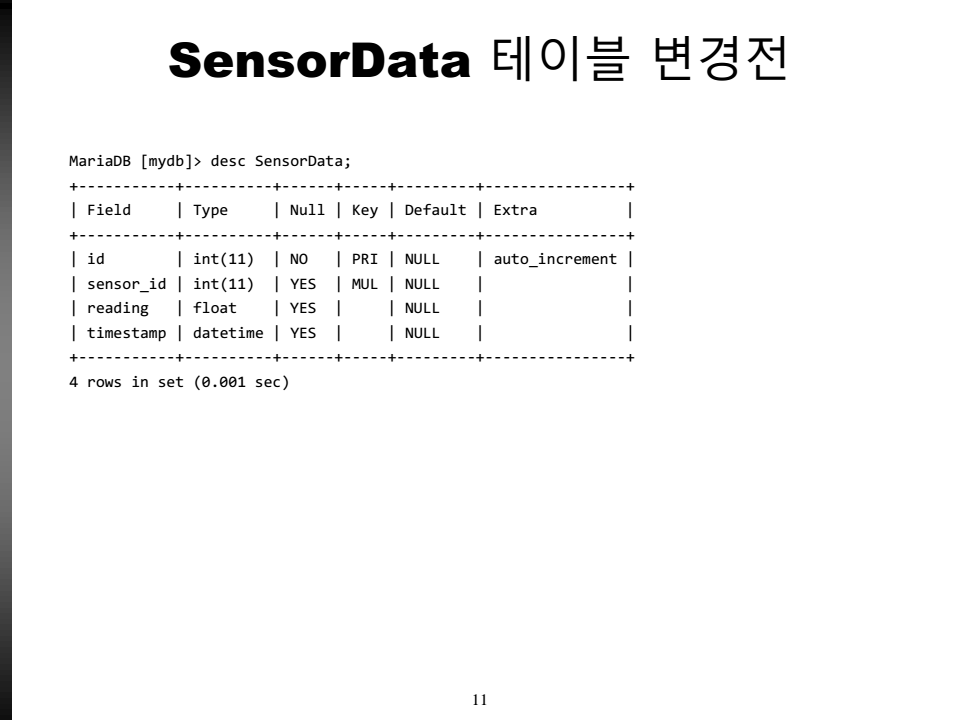 SensorData 테이블 변경전
MariaDB [mydb]> desc SensorData;
+-----------+----------+------+-----+---------+----------------+
| Field     | Type     | Null | Key | Default | Extra          |
+-----------+----------+------+-----+---------+----------------+
| id        | int(11)  | NO   | PRI | NULL    | auto_increment |
| sensor_id | int(11)  | YES  | MUL | NULL    |                |
| reading   | float    | YES  |     | NULL    |                |
| timestamp | datetime | YES  |     | NULL    |                |
+-----------+----------+------+-----+---------+----------------+
4 rows in set (0.001 sec)
11